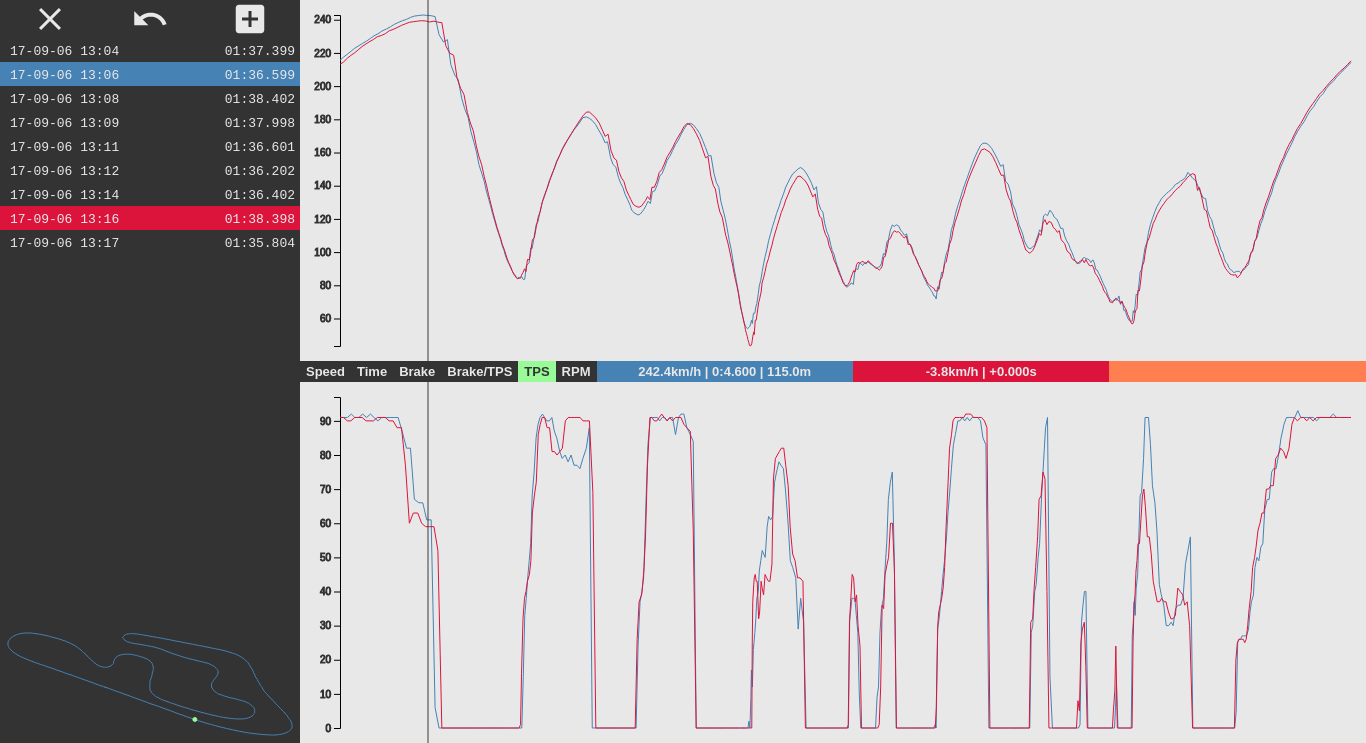 17-09-06 13:04 01:37.399
17-09-06 13:06 01:36.599
17-09-06 13:08 01:38.402
17-09-06 13:09 01:37.998
17-09-06 13:11 01:36.601
17-09-06 13:12 01:36.202
17-09-06 13:14 01:36.402
17-09-06 13:16 01:38.398
17-09-06 13:17 01:35.804
240
220
200
180
160
140
120
100
80
60
Speed Time Brake Brake/TPS TPS RPM 242.4km/h | 0:4.600 | 115.0m -3.8km/h | +0.000s
90
80
70
60
50
40
30
20
10
0